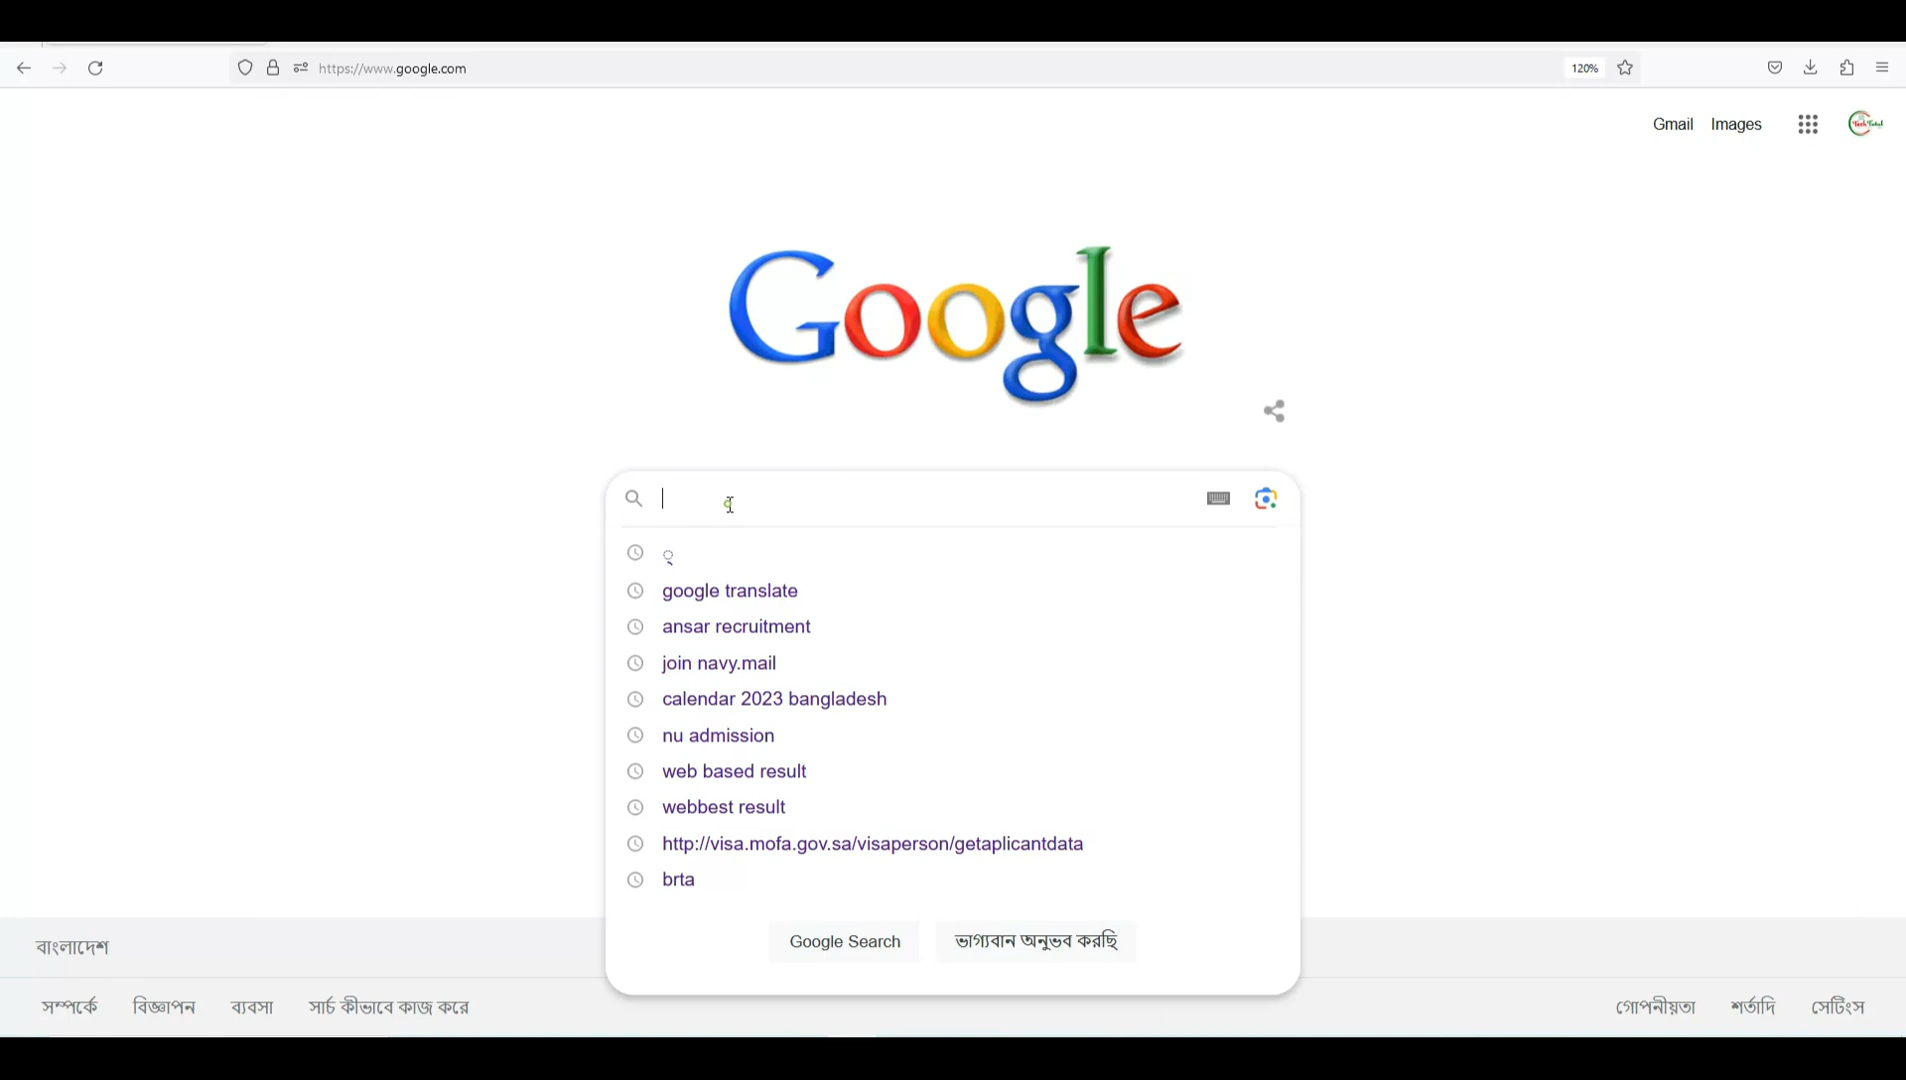 https://www.google.com
120%
Gmail
Images
Google
্
google translate
ansar recruitment
join navy.mail
calendar 2023 bangladesh
nu admission
web based result
webbest result
http://visa.mofa.gov.sa/visaperson/getaplicantdata
brta
Google Search
ভাগ্যবান অনুভব করছি
বাংলাদেশ
সম্পর্কে
বিজ্ঞাপন
ব্যবসা
সার্চ কীভাবে কাজ করে
গোপনীয়তা
শর্তাদি
সেটিংস